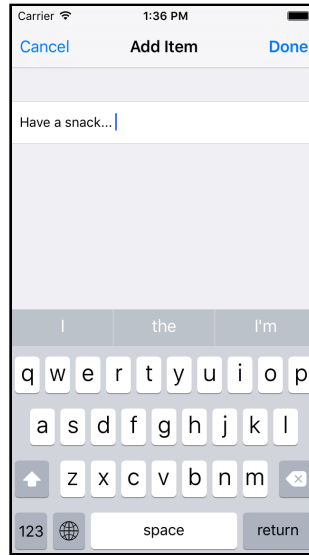 Carrier 1:36 PM
Cancel Add Item Done
Have a snack...
I the I'm
q w e r t y u i o p
a s d f g h j k l
z x c v b n m
123 space return